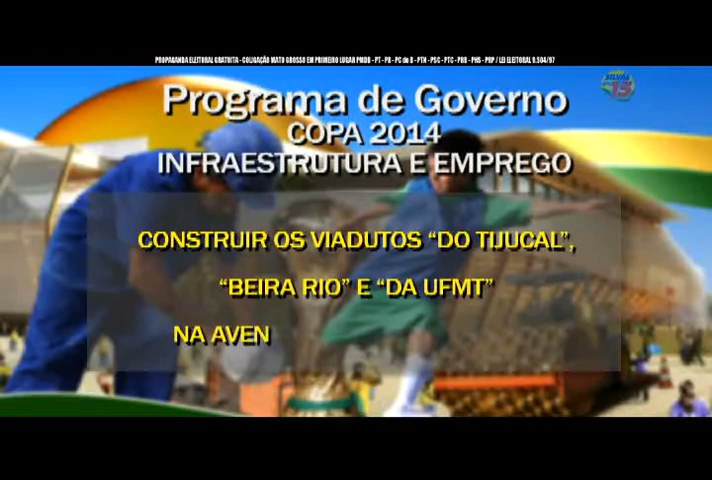 PROPAGANDA ELEITORAL GRATUITA - COLIGAÇÃO MATO GROSSO EM PRIMEIRO LUGAR PMDB - PT - PR - PC do B - PTN - PSC - PTC - PRB - PHS - PRP / LEI ELEITORAL 9.504/97
15
Programa de Governo
COPA 2014
INFRAESTRUTURA E EMPREGO
CONSTRUIR OS VIADUTOS “DO TIJUCAL”,
“BEIRA RIO” E “DA UFMT”
NA AVEN